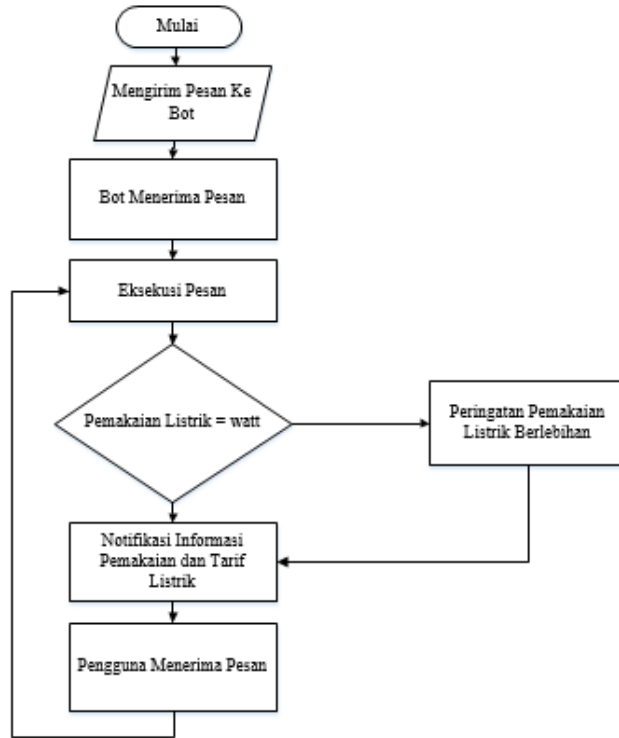 Mulai
Mengirim Pesan Ke
Bot
Bot Menerima Pesan
Eksekusi Pesan
Pemakaian Listrik = watt
Peringatan Pemakaian
Listrik Berlebihan
Notifikasi Informasi
Pemakaian dan Tarif
Listrik
Pengguna Menerima Pesan